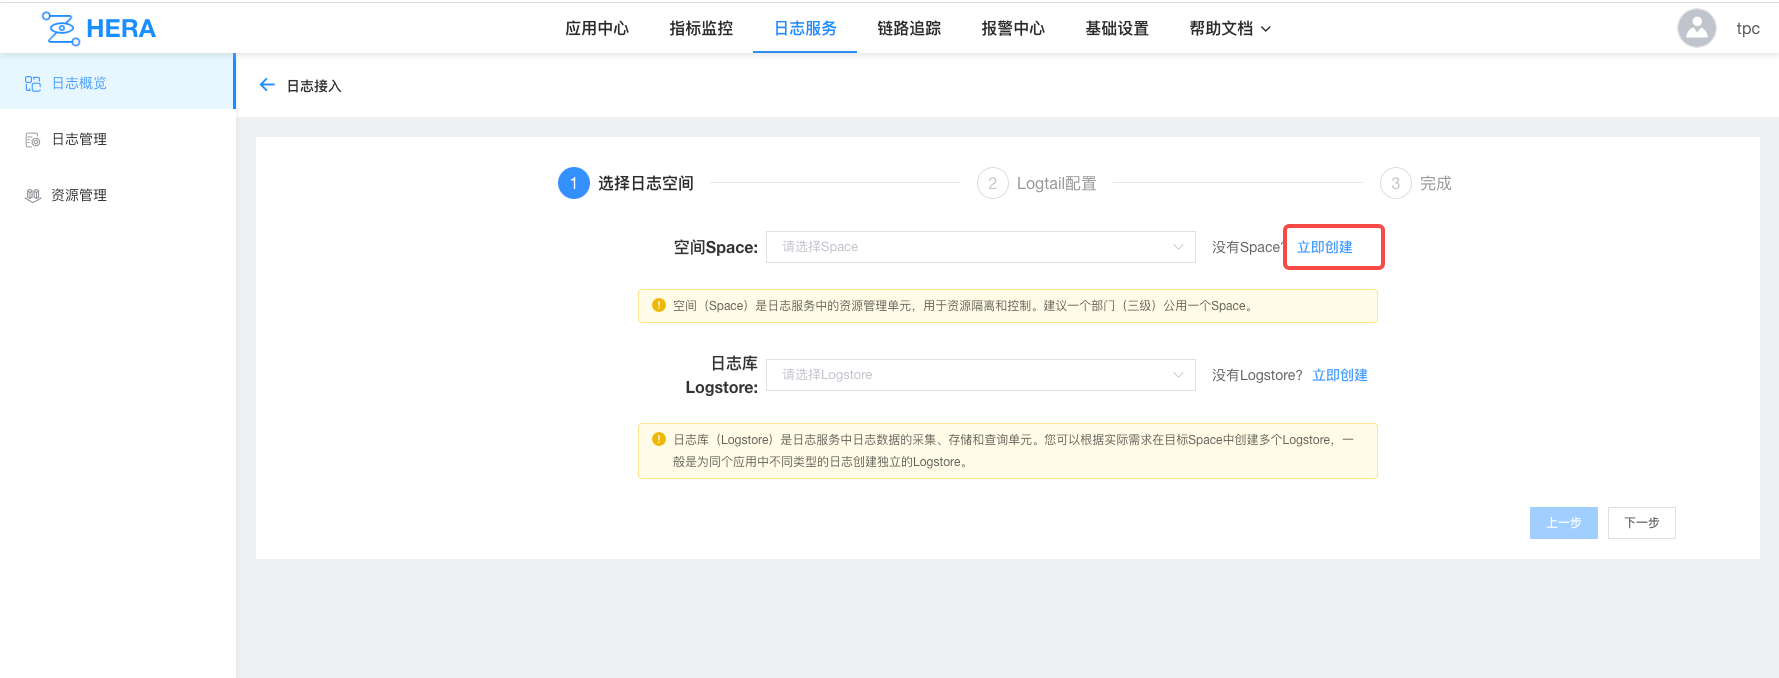 HERA
应用中心
指标监控
日志服务
链路追踪
报警中心
基础设置
帮助文档
tpc
日志概览
日志管理
资源管理
日志接入
1 选择日志空间
2 Logtail配置
3 完成
空间Space:
请选择Space
没有Space? 立即创建
空间（Space）是日志服务中的资源管理单元，用于资源隔离和控制。建议一个部门（三级）公用一个Space。
日志库
Logstore:
请选择Logstore
没有Logstore? 立即创建
日志库（Logstore）是日志服务中日志数据的采集、存储和查询单元。您可以根据实际需求在目标Space中创建多个Logstore，一
般是为同个应用中不同类型的日志创建独立的Logstore。
上一步
下一步